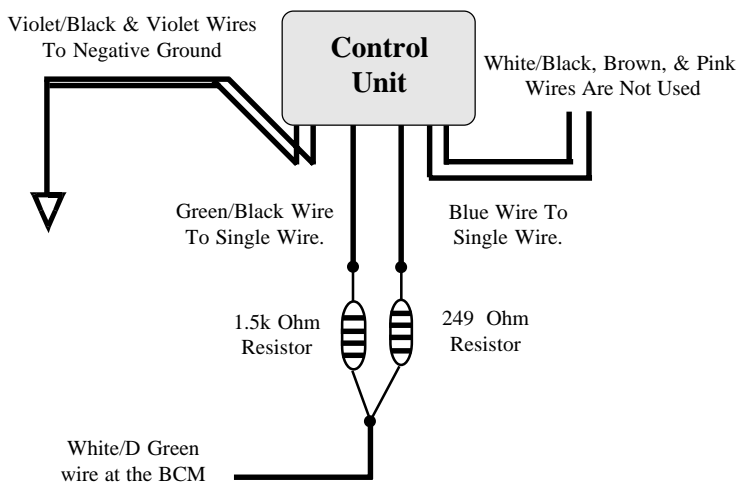 Violet/Black & Violet Wires
To Negative Ground
Control
Unit
White/Black, Brown, & Pink
Wires Are Not Used
Green/Black Wire
To Single Wire.
Blue Wire To
Single Wire.
1.5k Ohm
Resistor
249 Ohm
Resistor
White/D Green
wire at the BCM